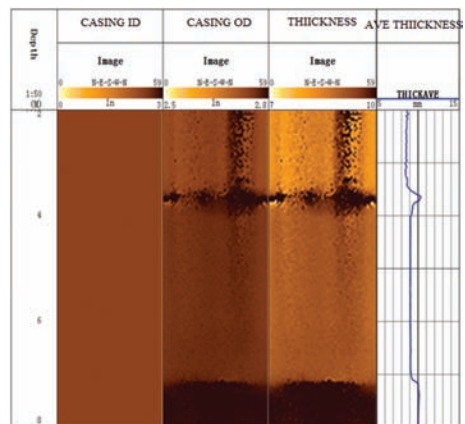 CASING ID CASING OD THIICKNESS AVE THIICKNESS
Depth
Image Image Image
0 N-E-S-W-N 59 0 N-E-S-W-N 59 0 N-E-S-W-N 59
THICKAVE
1:50
In 3 2.5 In 2.8 7 10 mm 15
2
4
6
8